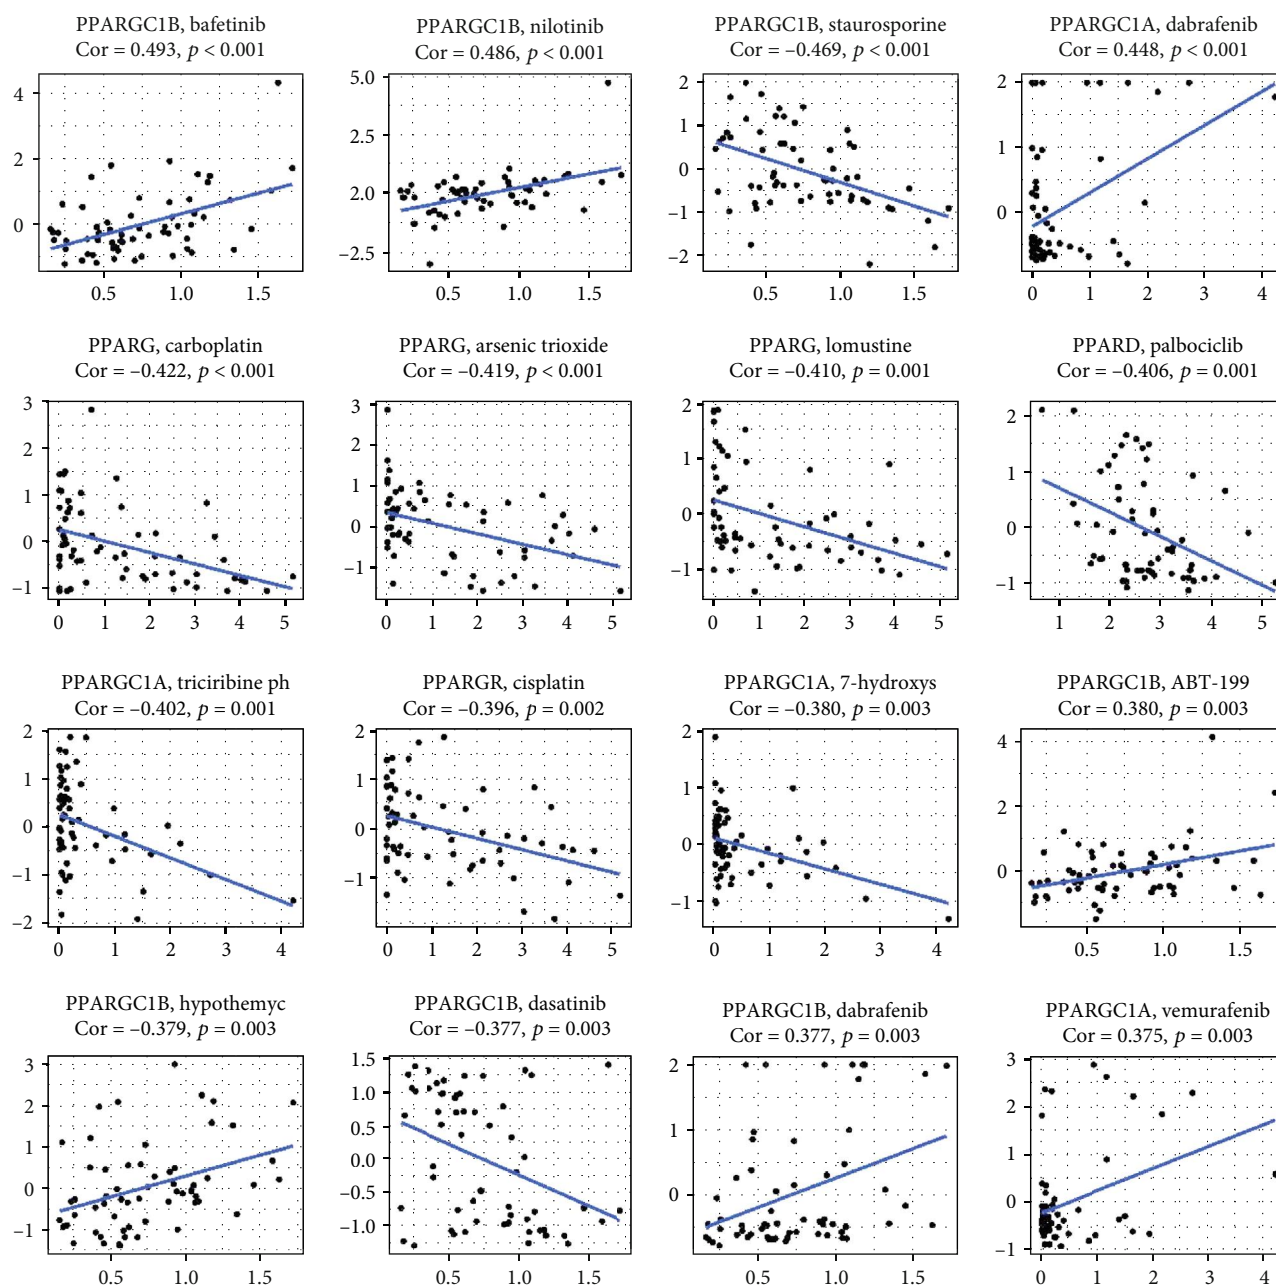 PPARGC1B, bafetinib
Cor = 0.493, p < 0.001
PPARGC1B, nilotinib
Cor = 0.486, p < 0.001
PPARGC1B, staurosporine
Cor = –0.469, p < 0.001
PPARGC1A, dabrafenib
Cor = 0.448, p < 0.001
4
2
0
0.5 1.0 1.5
5.0
2.5
2.0
–2.5
0.5 1.0 1.5
2
1
0
–1
–2
0.5 1.0 1.5
2
1
0
0 1 2 3 4
PPARG, carboplatin
Cor = –0.422, p < 0.001
PPARG, arsenic trioxide
Cor = –0.419, p < 0.001
PPARG, lomustine
Cor = –0.410, p = 0.001
PPARD, palbociclib
Cor = –0.406, p = 0.001
3
2
1
0
–1
0 1 2 3 4 5
3
2
1
0
–1
0 1 2 3 4 5
2
1
0
–1
0 1 2 3 4 5
2
1
0
–1
1 2 3 4 5
PPARGC1A, triciribine ph
Cor = –0.402, p = 0.001
PPARGR, cisplatin
Cor = –0.396, p = 0.002
PPARGC1A, 7-hydroxys
Cor = –0.380, p = 0.003
PPARGC1B, ABT-199
Cor = 0.380, p = 0.003
2
1
0
–1
–2
0 1 2 3 4
2
1
0
–1
0 1 2 3 4 5
2
1
0
–1
0 1 2 3 4
4
2
0
0.5 1.0 1.5
PPARGC1B, hypothemyc
Cor = –0.379, p = 0.003
PPARGC1B, dasatinib
Cor = –0.377, p = 0.003
PPARGC1B, dabrafenib
Cor = 0.377, p = 0.003
PPARGC1A, vemurafenib
Cor = 0.375, p = 0.003
3
2
1
0
–1
0.5 1.0 1.5
1.5
1.0
0.5
0.0
–0.5
–1.0
0.5 1.0 1.5
2
1
0
0.5 1.0 1.5
3
2
1
0
–1
0 1 2 3 4